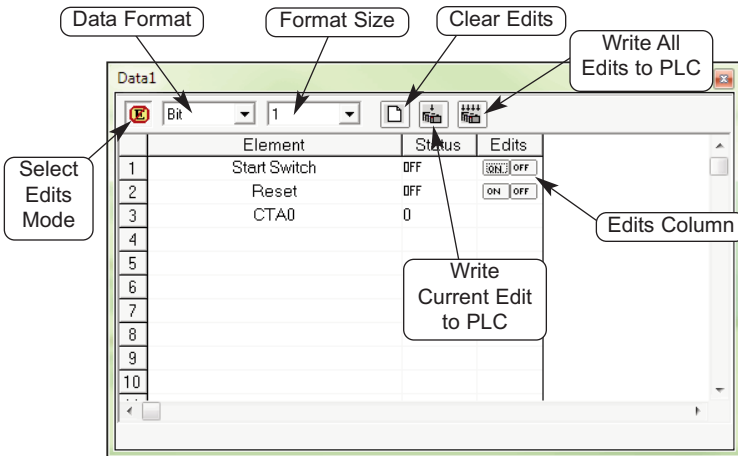 Data Format
Format Size
Clear Edits
Write All
Edits to PLC
Data1
E Bit 1
Element Status Edits
1 Start Switch OFF ON OFF
2 Reset OFF ON OFF
3 CTA0 0
4
5
6
7
8
9
10
Select
Edits
Mode
Edits Column
Write
Current Edit
to PLC